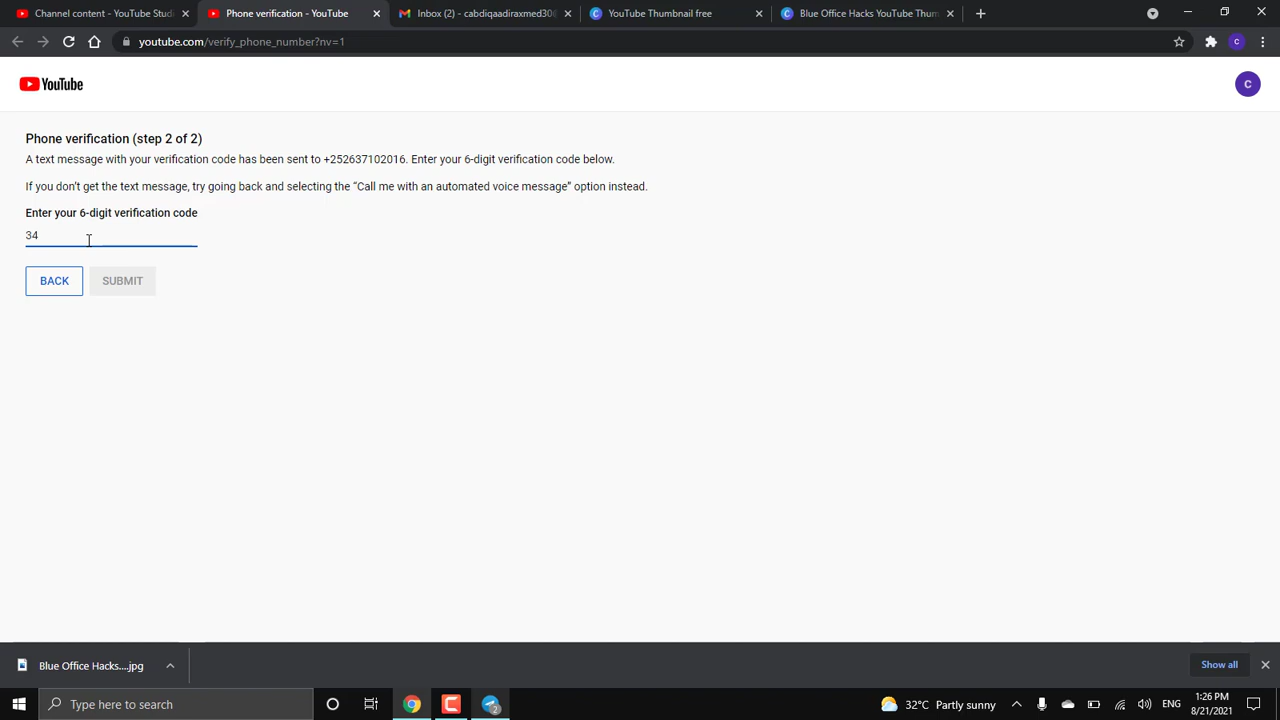 Channel content - YouTube Stud
Phone verification - YouTube
Inbox (2) - cabdiqaadiraxmed30@
YouTube Thumbnail free
Blue Office Hacks YouTube Thum
youtube.com/verify_phone_number?nv=1
C
YouTube
C
Phone verification (step 2 of 2)
A text message with your verification code has been sent to +252637102016. Enter your 6-digit verification code below.
If you don't get the text message, try going back and selecting the “Call me with an automated voice message” option instead.
Enter your 6-digit verification code
34
BACK
SUBMIT
Blue Office Hacks....jpg
Show all
Type here to search
2
32°C Partly sunny
ENG
1:26 PM
8/21/2021